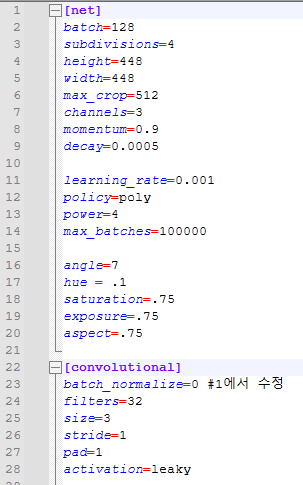 1 [net]
2 batch=128
3 subdivisions=4
4 height=448
5 width=448
6 max_crop=512
7 channels=3
8 momentum=0.9
9 decay=0.0005
10
11 learning_rate=0.001
12 policy=poly
13 power=4
14 max_batches=100000
15
16 angle=7
17 hue = .1
18 saturation=.75
19 exposure=.75
20 aspect=.75
21
22 [convolutional]
23 batch_normalize=0 #1에서 수정
24 filters=32
25 size=3
26 stride=1
27 pad=1
28 activation=leaky